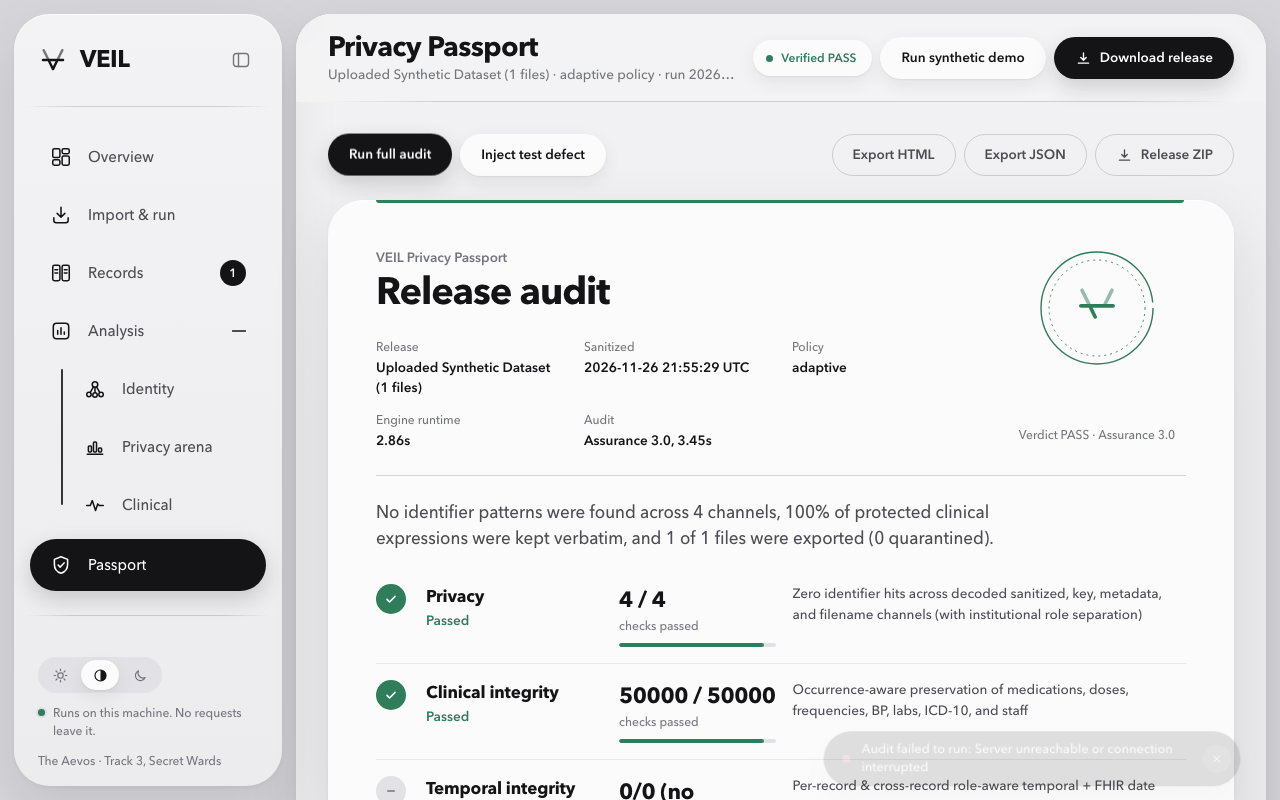 VEIL
Overview
Import & run
Records
1
Analysis
Identity
Privacy arena
Clinical
Passport
Runs on this machine. No requests
leave it.
The Aevos · Track 3, Secret Wards
Privacy Passport
Uploaded Synthetic Dataset (1 files) · adaptive policy · run 2026...
Verified PASS
Run synthetic demo
Download release
Run full audit
Inject test defect
Export HTML
Export JSON
Release ZIP
VEIL Privacy Passport
Release audit
Release
Uploaded Synthetic Dataset
(1 files)
Sanitized
2026-11-26 21:55:29 UTC
Policy
adaptive
Engine runtime
2.86s
Audit
Assurance 3.0, 3.45s
Verdict PASS · Assurance 3.0
No identifier patterns were found across 4 channels, 100% of protected clinical
expressions were kept verbatim, and 1 of 1 files were exported (0 quarantined).
Privacy
Passed
4 / 4
checks passed
Zero identifier hits across decoded sanitized, key, metadata,
and filename channels (with institutional role separation)
Clinical integrity
Passed
50000 / 50000
checks passed
Occurrence-aware preservation of medications, doses,
frequencies, BP, labs, ICD-10, and staff
Audit failed to run: Server unreachable or connection
interrupted
Temporal integrity
0/0 (no
Per-record & cross-record role-aware temporal + FHIR date